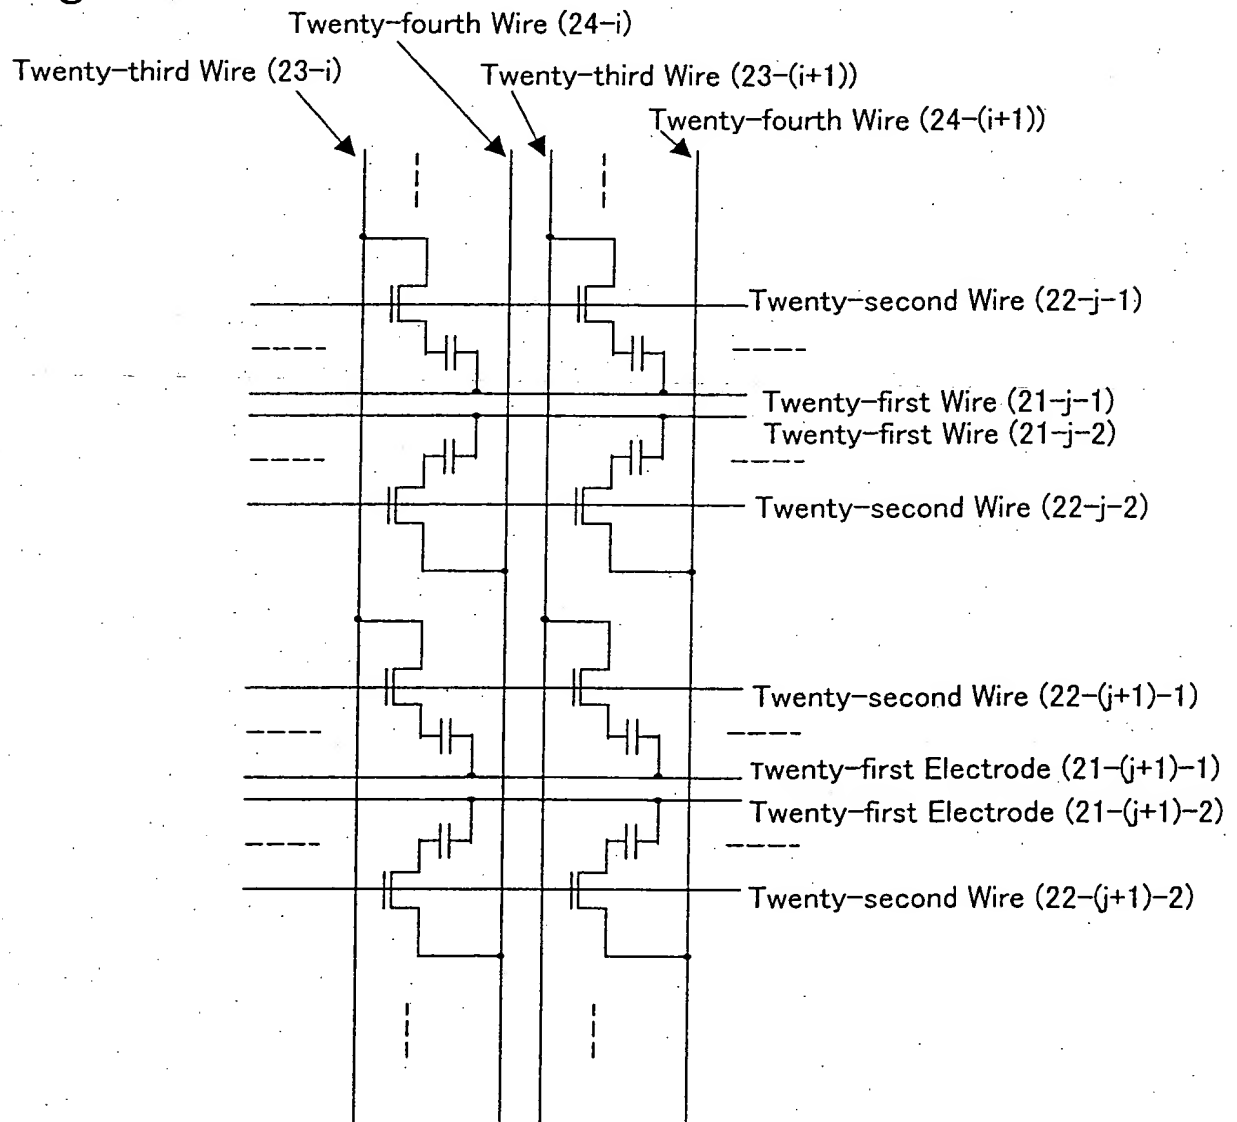 Twenty-fourth Wire (24-i)
Twenty-third Wire (23-i)
Twenty-third Wire (23-(i+1))
Twenty-fourth Wire (24-(i+1))
Twenty-second Wire (22-j-1)
Twenty-first Wire (21-j-1)
Twenty-first Wire (21-j-2)
Twenty-second Wire (22-j-2)
Twenty-second Wire (22-(j+1)-1)
Twenty-first Electrode (21-(j+1)-1)
Twenty-first Electrode (21-(j+1)-2)
Twenty-second Wire (22-(j+1)-2)